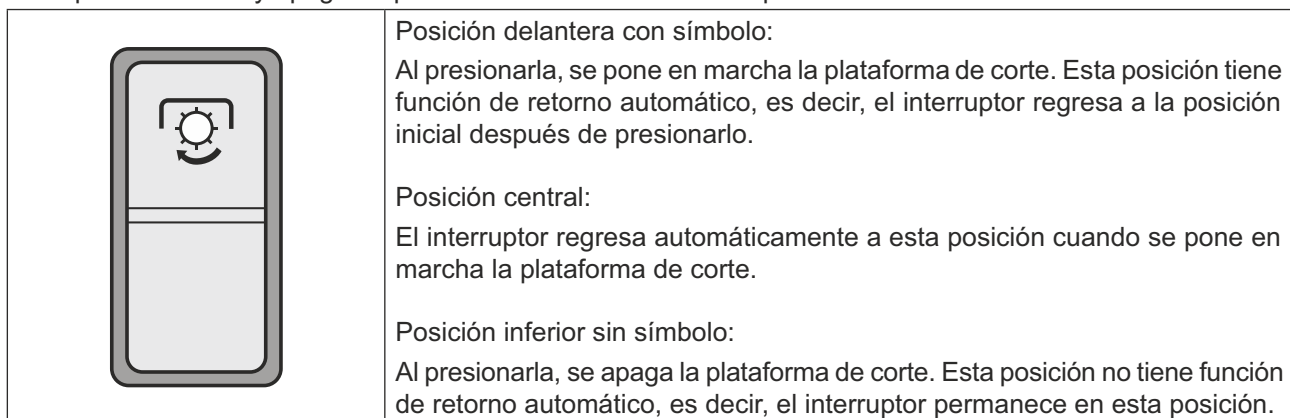 Posición delantera con símbolo:
Al presionarla, se pone en marcha la plataforma de corte. Esta posición tiene
función de retorno automático, es decir, el interruptor regresa a la posición
inicial después de presionarlo.
Posición central:
El interruptor regresa automáticamente a esta posición cuando se pone en
marcha la plataforma de corte.
Posición inferior sin símbolo:
Al presionarla, se apaga la plataforma de corte. Esta posición no tiene función
de retorno automático, es decir, el interruptor permanece en esta posición.